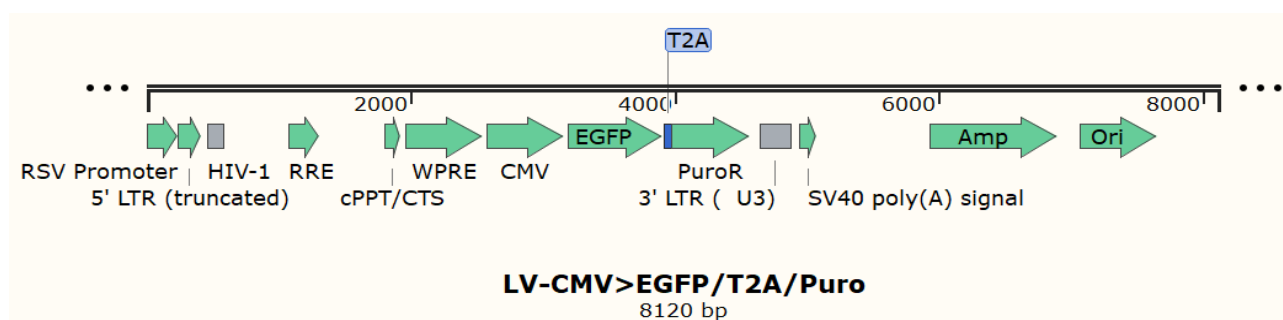 T2A
2000 4000 6000 8000
EGFP Amp Ori
RSV Promoter HIV-1 RRE WPRE CMV PuroR
5' LTR (truncated) cPPT/CTS 3' LTR ( U3) SV40 poly(A) signal
LV-CMV>EGFP/T2A/Puro
8120 bp